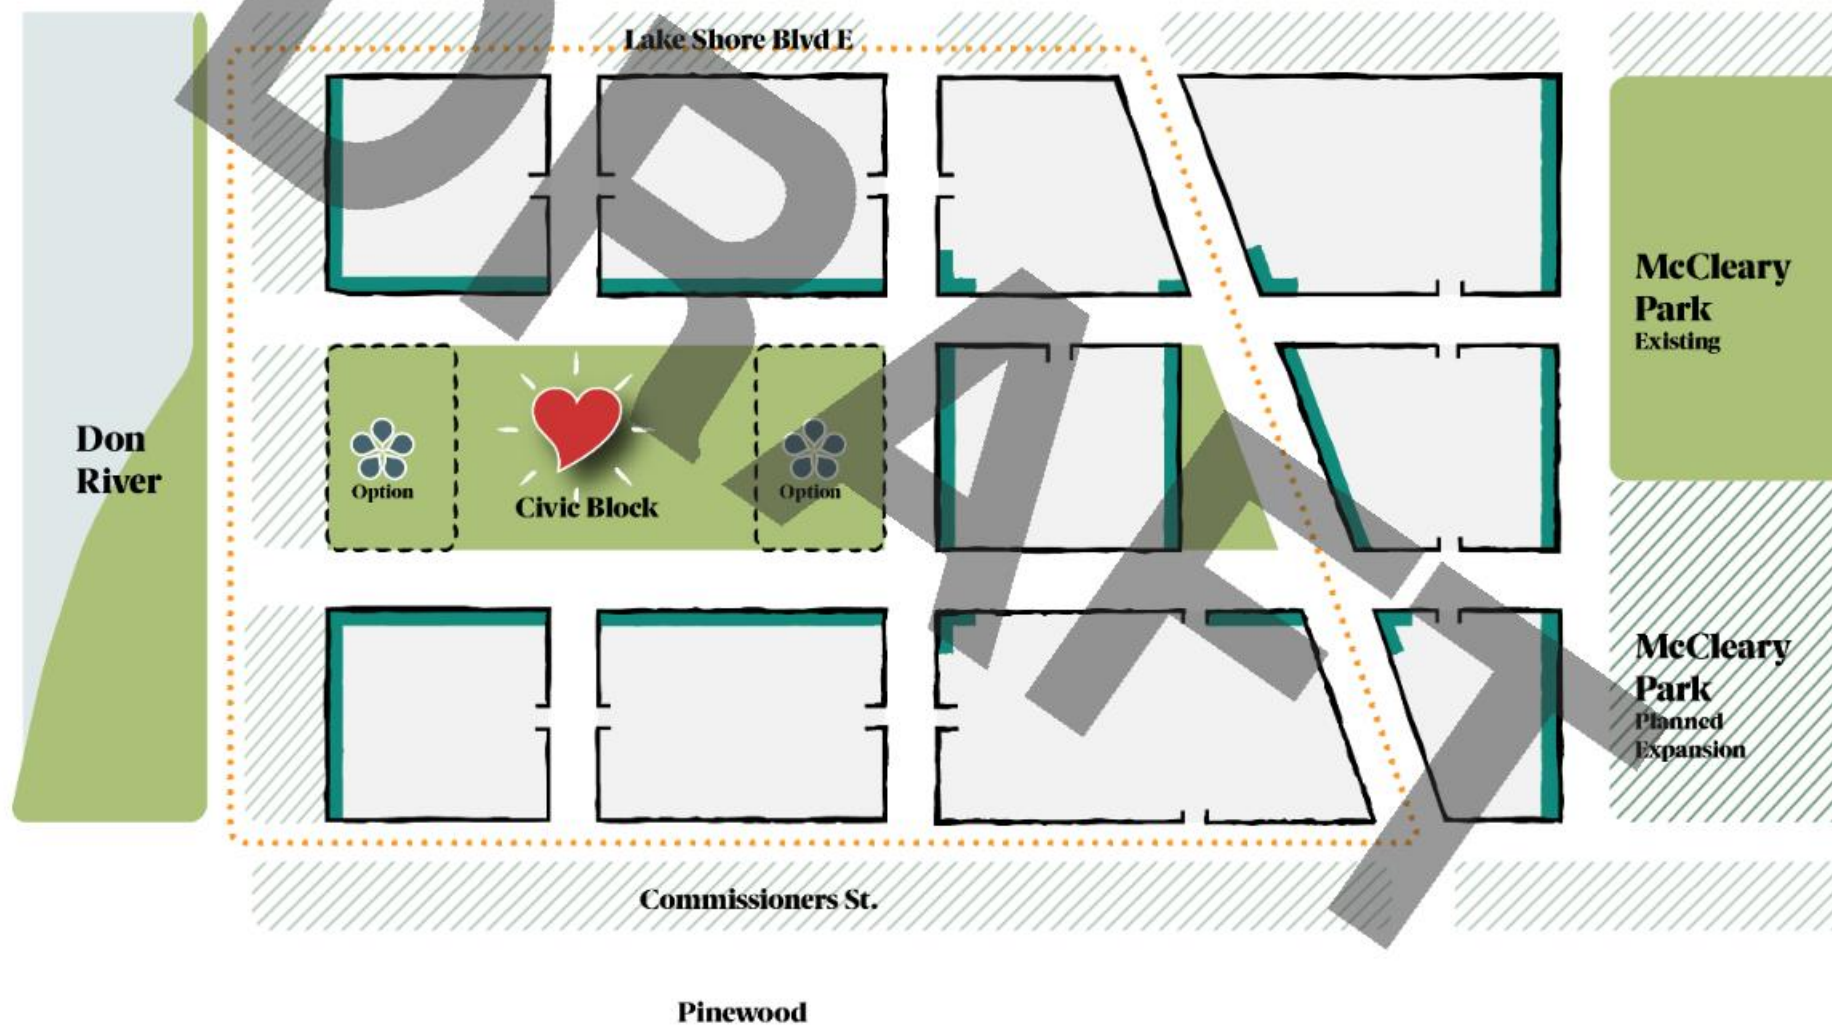 Lake Shore Blvd E
McCleary
Park
Existing
Don
River
Option
Civic Block
Option
McCleary
Park
Planned
Expansion
Commissioners St.
Pinewood
DRAFT